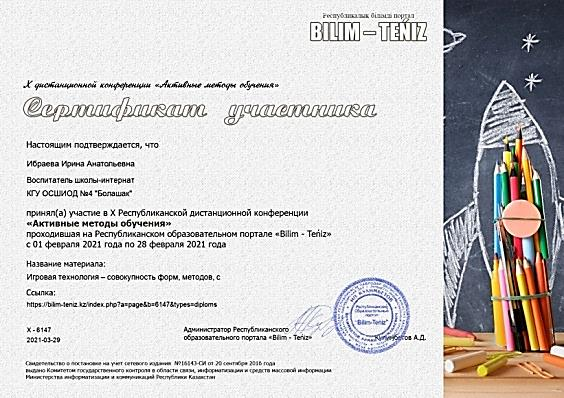 Республикалық білімді портал
BILIM – TEŃIZ
X дистанционной конференции «Активные методы обучения»
Сертификат участника
Настоящим подтверждается, что
Ибраева Ирина Анатольевна
Воспитатель школы-интернат
КГУ ОСШИОД №4 "Болашак"
принял(а) участие в X Республиканской дистанционной конференции
«Активные методы обучения»
проходившая на Республиканском образовательном портале «Bilim - Teńiz»
с 01 февраля 2021 года по 28 февраля 2021 года
Название материала:
Игровая технология – совокупность форм, методов, с
Ссылка:
https://bilim-teniz.kz/index.php?a=page&b=6147&types=diploms
X - 6147
2021-03-29
Администратор Республиканского
образовательного портала «Bilim - Teńiz»
Республиканский
Образовательный
портал
"Bilim-Teniz"
А.Д.
Свидетельство о постановке на учет сетевого издания №16143-СИ от 20 сентября 2016 года
выдано Комитетом государственного контроля в области связи, информатизации и средств массовой информации
Министерства информатизации и коммуникаций Республики Казахстан